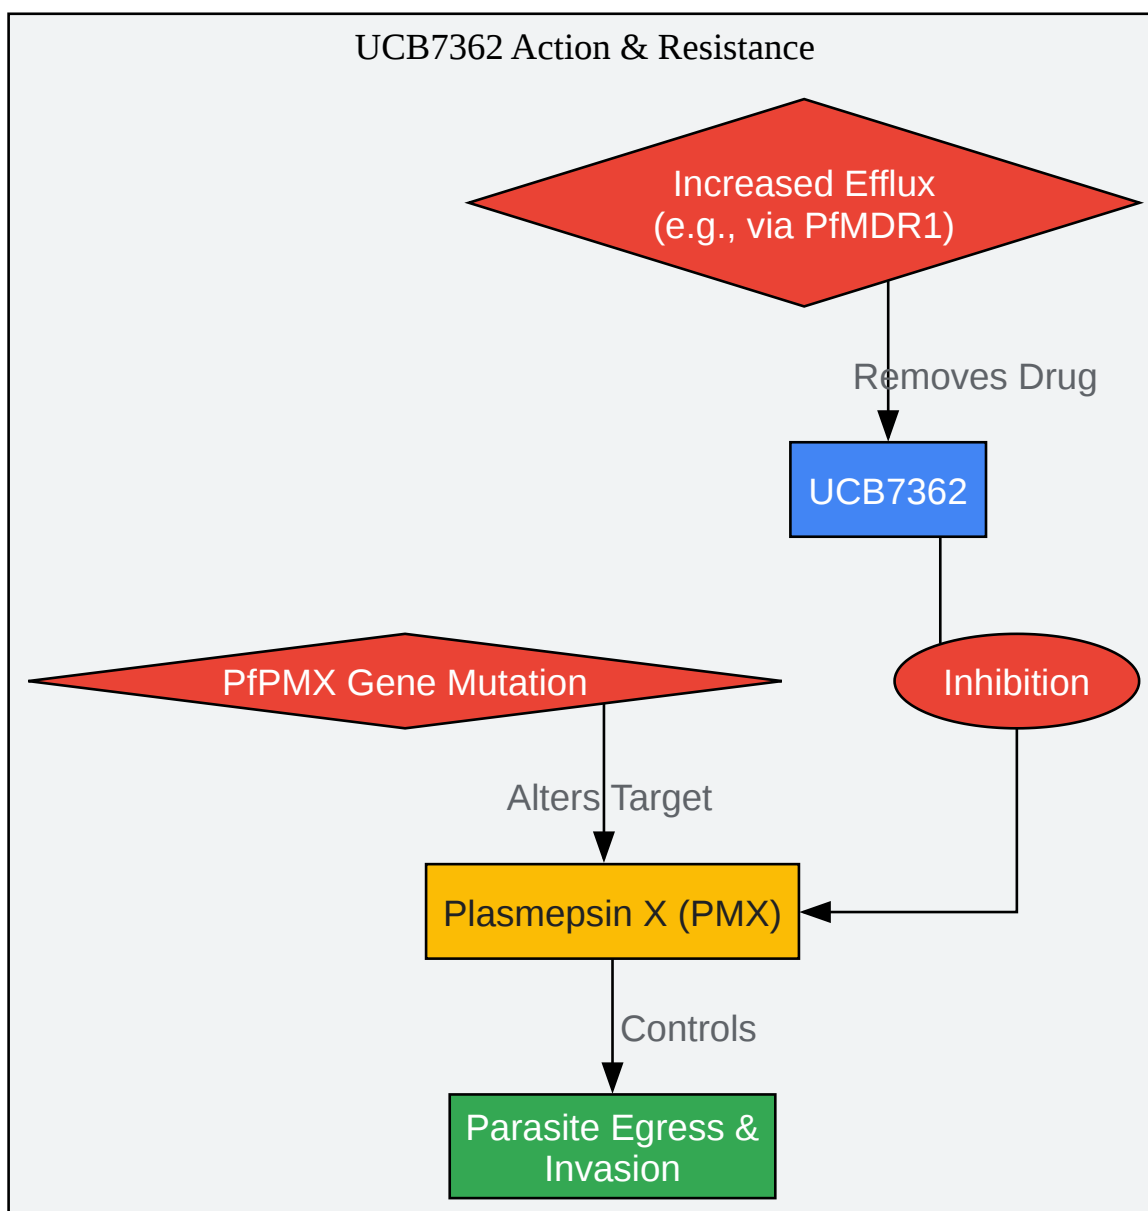 UCB7362 Action & Resistance
Increased Efflux
(e.g., via PfMDR1)
Removes Drug
UCB7362
PfPMX Gene Mutation
Inhibition
Alters Target
Plasmepsin X (PMX)
Controls
Parasite Egress &
Invasion